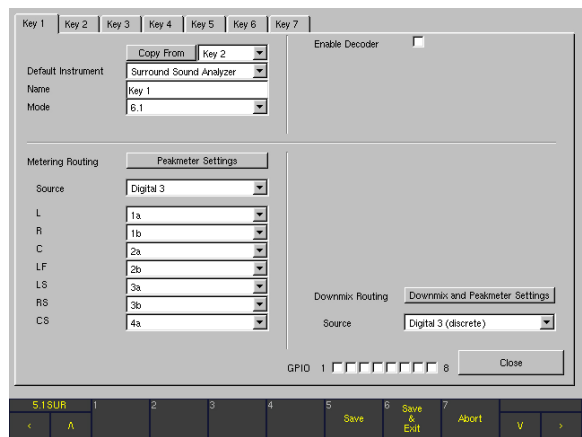 Key 1 Key 2 Key 3 Key 4 Key 5 Key 6 Key 7
Copy From Key 2 Enable Decoder
Default Instrument Surround Sound Analyzer
Name Key 1
Mode 6.1
Metering Routing Peakmeter Settings
Source Digital 3
L 1a
R 1b
C 2a
LF 2b
LS 3a
RS 3b
CS 4a
Downmix Routing Downmix and Peakmeter Settings
Source Digital 3 (discrete)
GPIO 1 8 Close
5.1SUR 1 2 3 4 5 6 7
Save Save & Exit Abort
< Λ V >